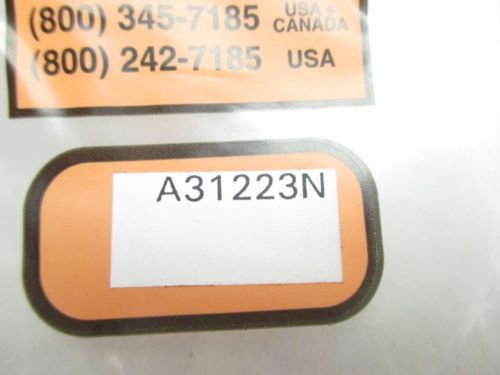 (800) 345-7185 USA + CANADA
(800) 242-7185 USA
A31223N